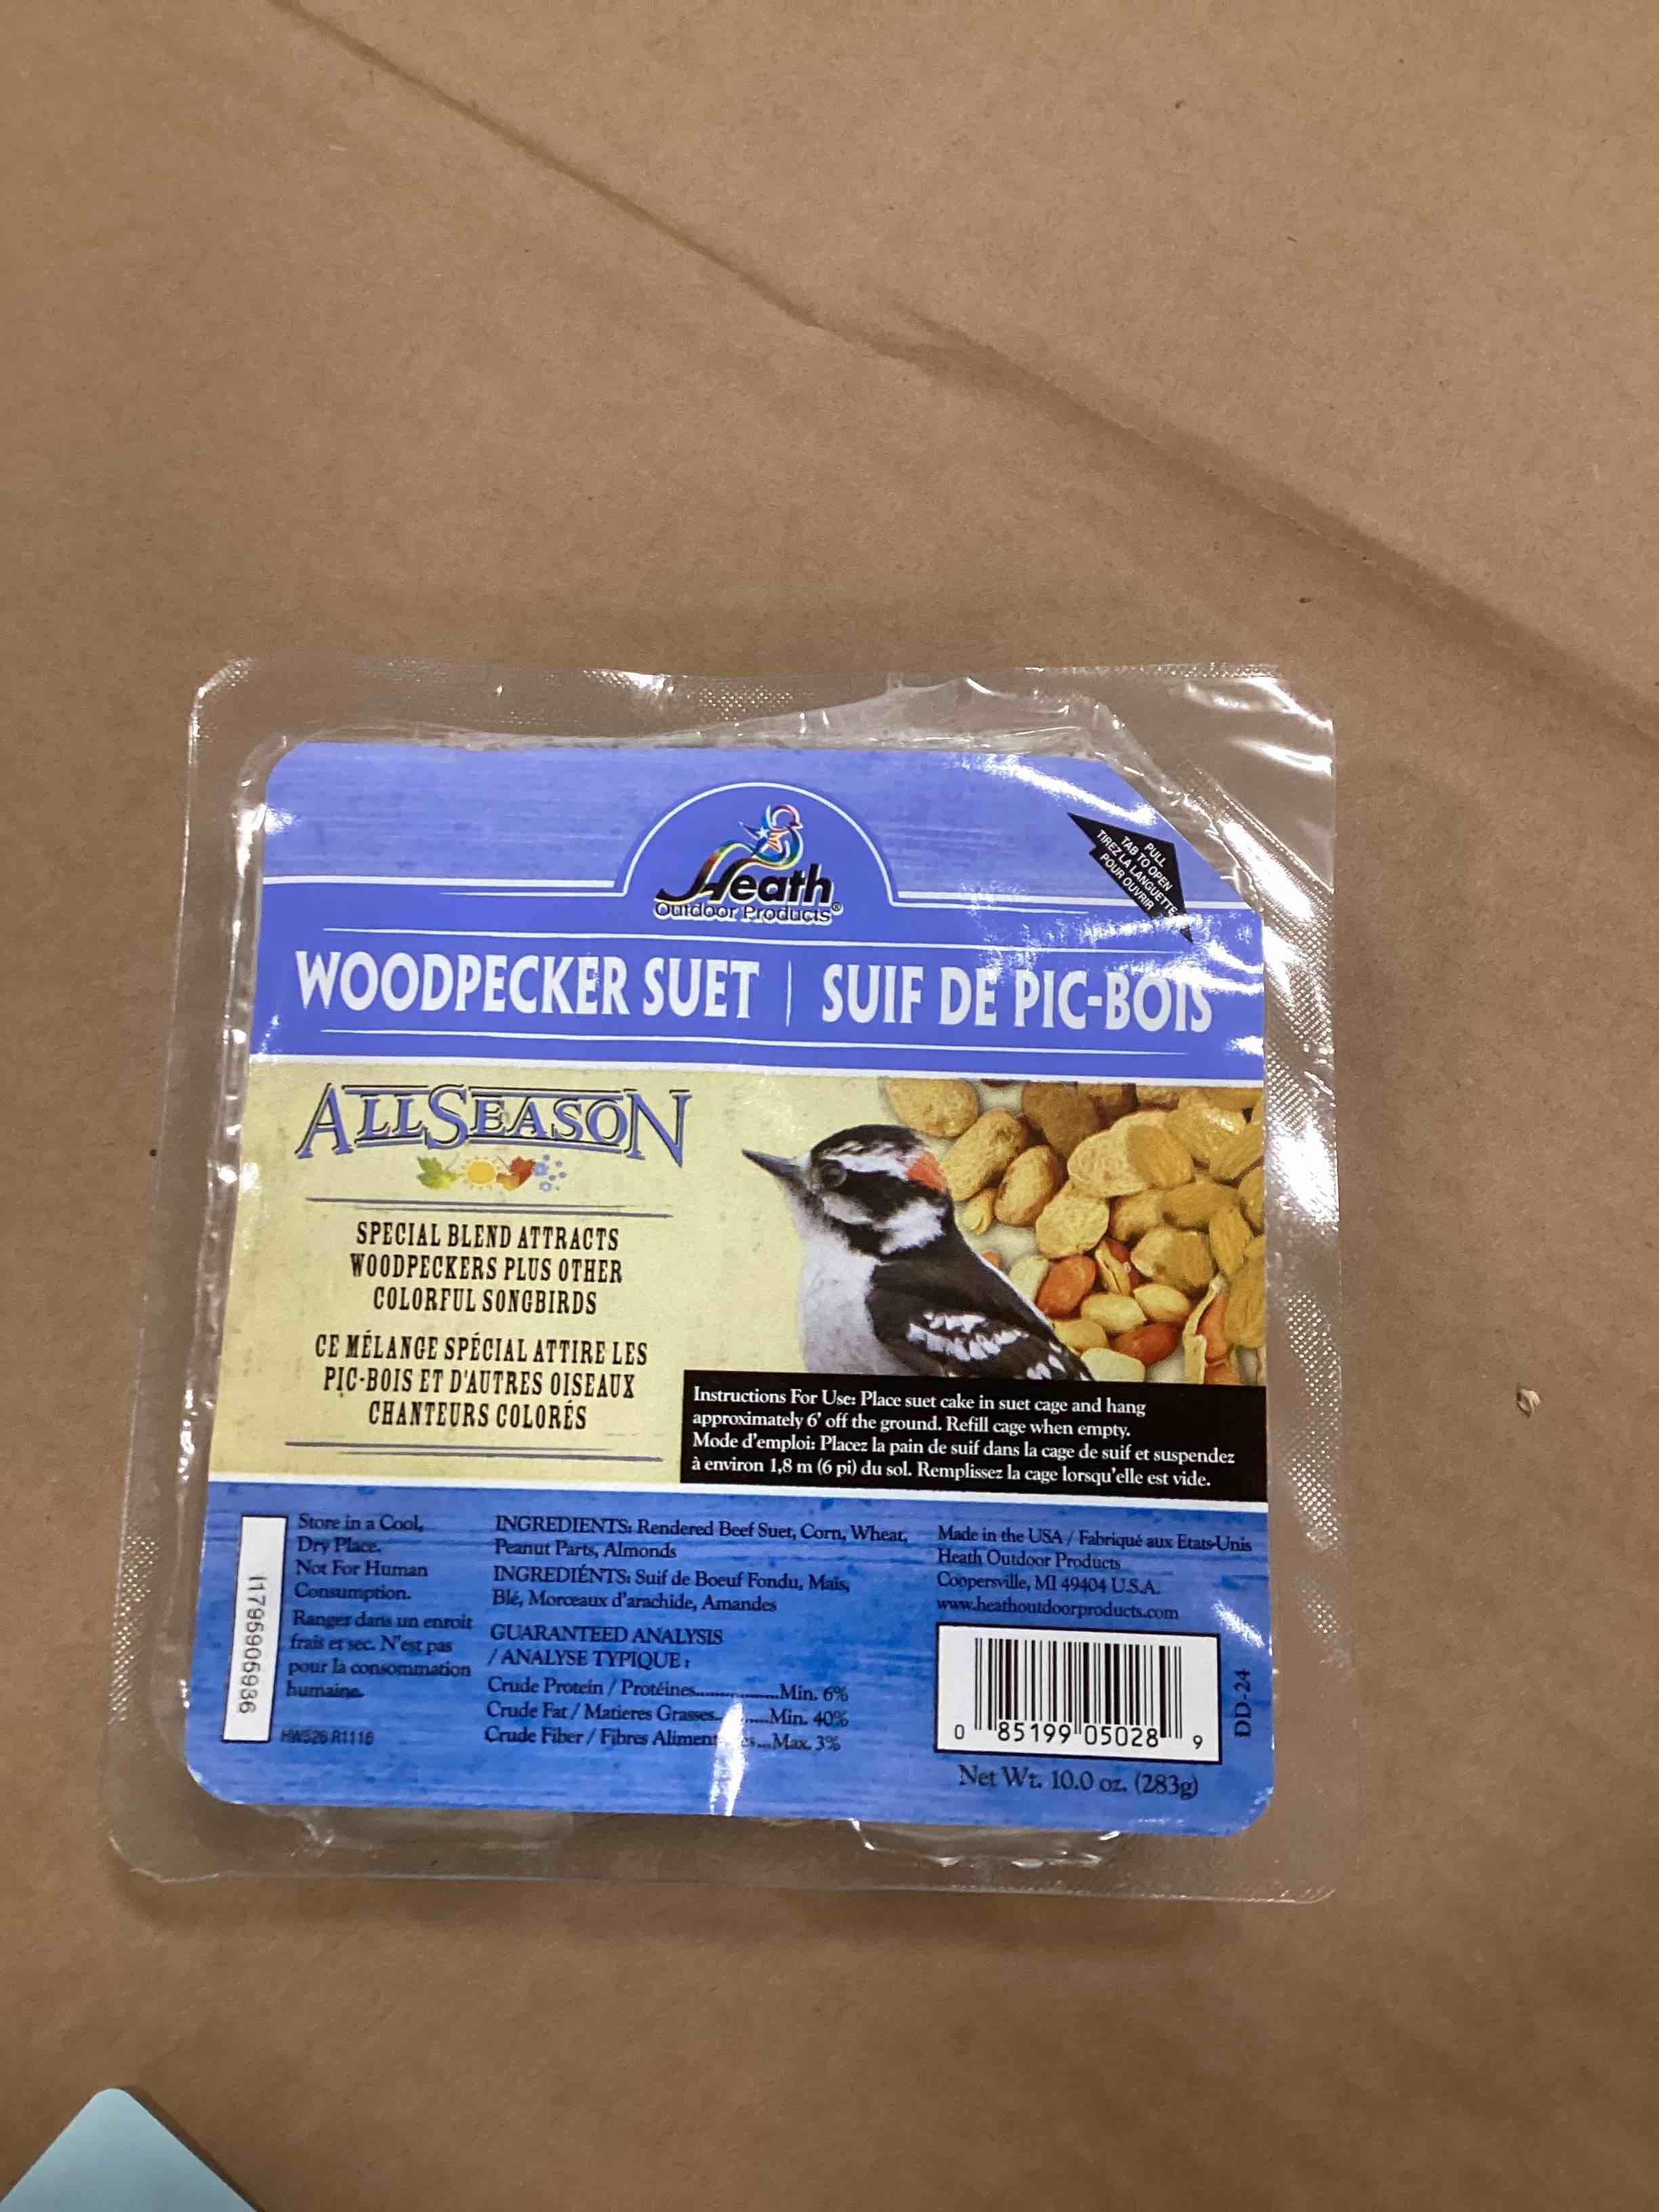 Heath
Outdoor Products®
PULL
TAB TO OPEN
TIREZ LA LANGUETTE
POUR OUVRIR
WOODPECKER SUET | SUIF DE PIC-BOIS
ALLSEASON
SPECIAL BLEND ATTRACTS
WOODPECKERS PLUS OTHER
COLORFUL SONGBIRDS
CE MÉLANGE SPÉCIAL ATTIRE LES
PIC-BOIS ET D'AUTRES OISEAUX
CHANTEURS COLORÉS
Instructions For Use: Place suet cake in suet cage and hang
approximately 6' off the ground. Refill cage when empty.
Mode d'emploi: Placez la pain de suif dans la cage de suif et suspendez
à environ 1,8 m (6 pi) du sol. Remplissez la cage lorsqu'elle est vide.
Store in a Cool,
Dry Place.
Not For Human
Consumption.
Ranger dans un enroit
frais et sec. N'est pas
pour la consommation
humaine.
HWS26 R1116
I1795906936
INGREDIENTS: Rendered Beef Suet, Corn, Wheat,
Peanut Parts, Almonds
INGREDIÉNTS: Suif de Boeuf Fondu, Maïs,
Blé, Morceaux d'arachide, Amandes
GUARANTEED ANALYSIS
/ ANALYSE TYPIQUE :
Crude Protein / Protéines..............Min. 6%
Crude Fat / Matieres Grasses.......Min. 40%
Crude Fiber / Fibres ...Max. 3%
Made in the USA / Fabriqué aux Etats-Unis
Heath Outdoor Products
Coopersville, MI 49404 U.S.A.
www.heathoutdoorproducts.com
0 85199 05028 9
DD-24
Net Wt. 10.0 oz. (283g)